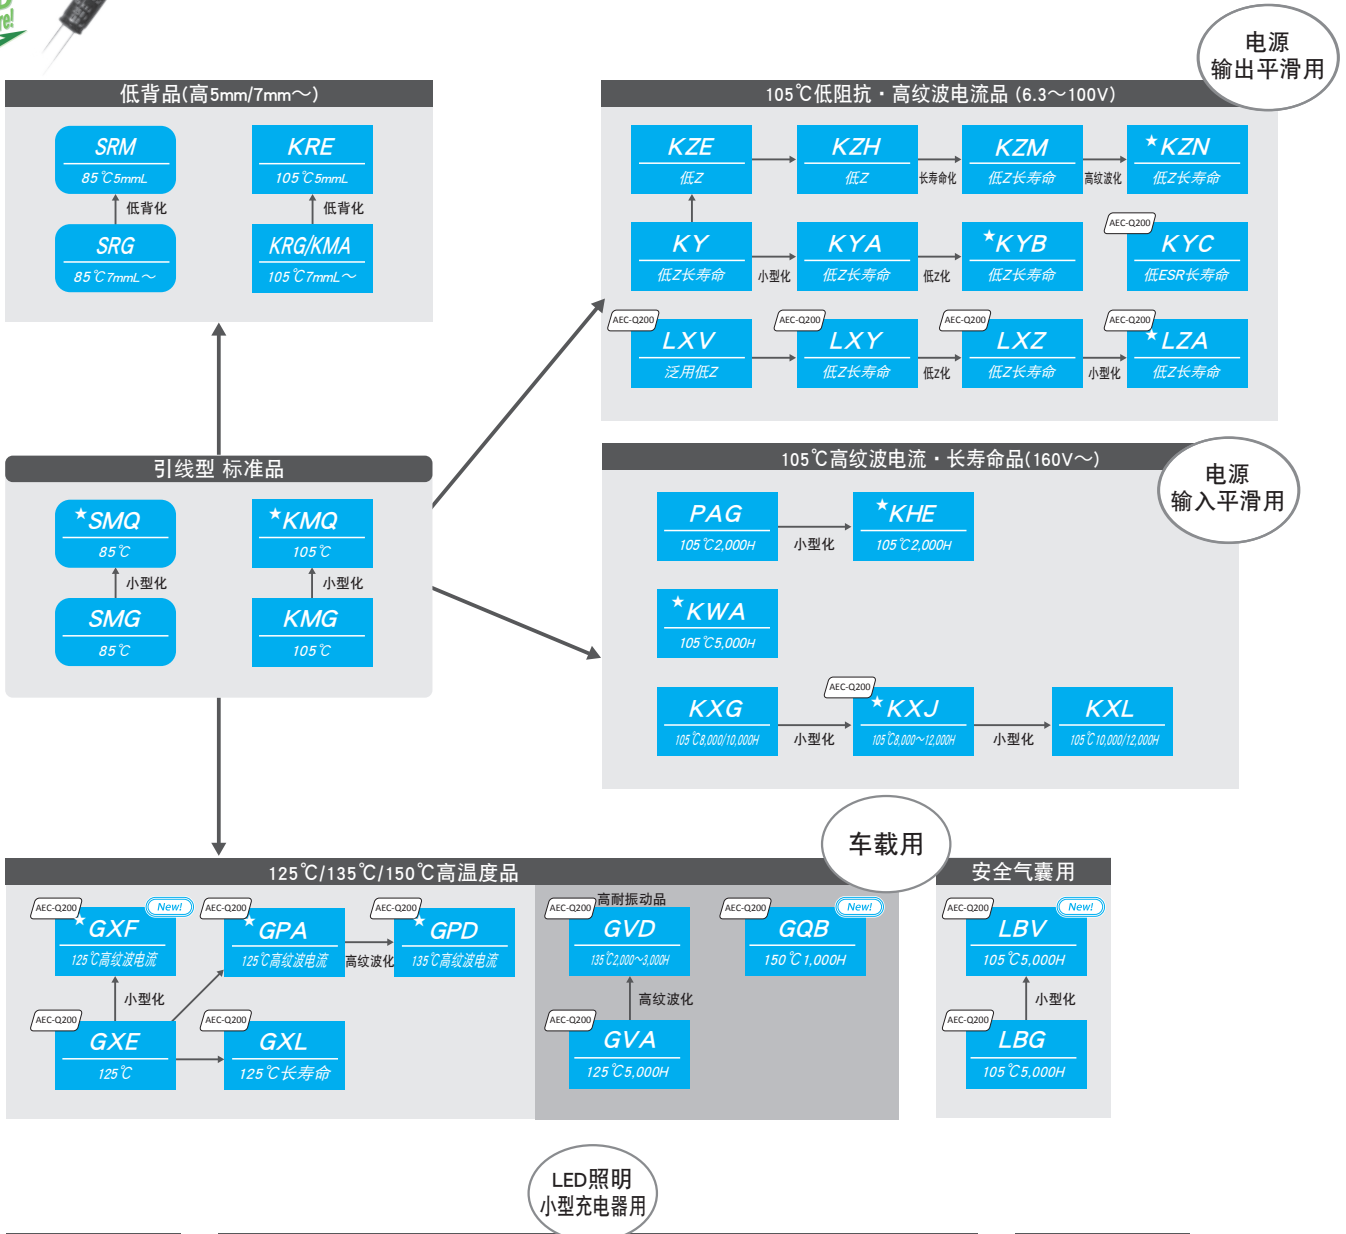 电源
输出平滑用
低背品(高5mm/7mm～)
SRM
85℃5mmL
低背化
SRG
85℃7mmL～
KRE
105℃5mmL
低背化
KRG/KMA
105℃7mmL～
105℃低阻抗・高纹波电流品 (6.3～100V)
KZE
低Z
KZH
低Z
长寿命化
KZM
低Z长寿命
高纹波化
★KZN
低Z长寿命
KY
低Z长寿命
小型化
KYA
低Z长寿命
低Z化
★KYB
低Z长寿命
AEC-Q200
KYC
低ESR长寿命
AEC-Q200
LXV
泛用低Z
AEC-Q200
LXY
低Z长寿命
低Z化
AEC-Q200
LXZ
低Z长寿命
小型化
AEC-Q200
★LZA
低Z长寿命
引线型 标准品
★SMQ
85℃
小型化
SMG
85℃
★KMQ
105℃
小型化
KMG
105℃
105℃高纹波电流・长寿命品(160V～)
电源
输入平滑用
PAG
105℃2,000H
小型化
★KHE
105℃2,000H
★KWA
105℃5,000H
KXG
105℃8,000/10,000H
小型化
AEC-Q200
★KXJ
105℃8,000～12,000H
小型化
KXL
105℃10,000/12,000H
车载用
125℃/135℃/150℃高温度品
AEC-Q200
New!
★GXF
125℃高纹波电流
小型化
AEC-Q200
GXE
125℃
AEC-Q200
★GPA
125℃高纹波电流
高纹波化
AEC-Q200
★GPD
135℃高纹波电流
AEC-Q200
GXL
125℃长寿命
高耐振动品
AEC-Q200
GVD
135℃2,000～3,000H
高纹波化
AEC-Q200
GVA
125℃5,000H
AEC-Q200
New!
GQB
150℃1,000H
安全气囊用
AEC-Q200
New!
LBV
105℃5,000H
小型化
AEC-Q200
LBG
105℃5,000H
LED照明
小型充电器用